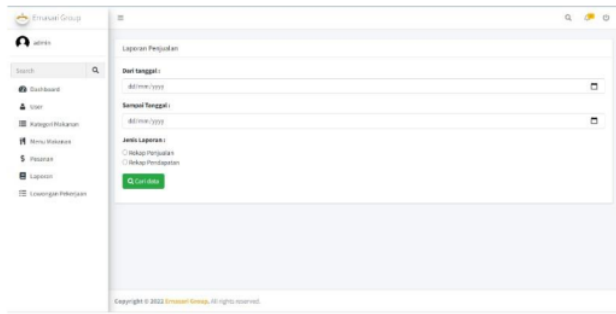 Ernasari Group
admin
Search
Dashboard
User
Kategori Makanan
Menu Makanan
Pesanan
Laporan
Lowongan Pekerjaan
Laporan Penjualan
Dari tanggal :
dd/mm/yyyy
Sampai Tanggal :
dd/mm/yyyy
Jenis Laporan :
Rekap Penjualan
Rekap Pendapatan
Cari data
Copyright © 2022 Ernasari Group. All rights reserved.